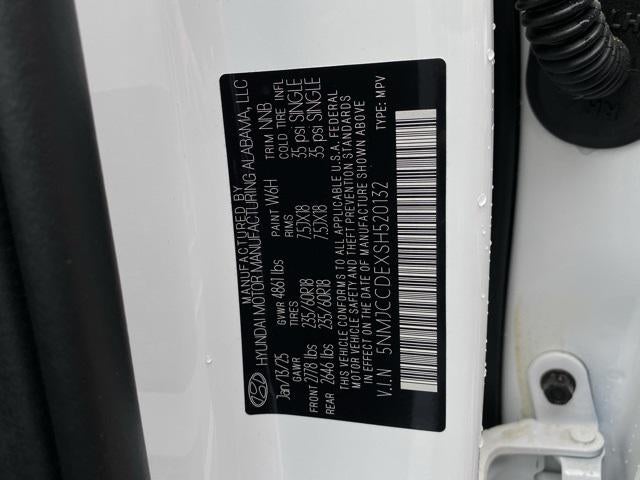 MANUFACTURED BY
HYUNDAI MOTOR MANUFACTURING ALABAMA, LLC
Jan/13/25 GVWR 4861 lbs PAINT W6H TRIM NNB
GAWR TIRES RIMS COLD TIRE INFL
FRONT 2778 lbs 235/60R18 7.5JX18 35 psi SINGLE
REAR 2646 lbs 235/60R18 7.5JX18 35 psi SINGLE
THIS VEHICLE CONFORMS TO ALL APPLICABLE U.S.A. FEDERAL
MOTOR VEHICLE SAFETY AND THEFT PREVENTION STANDARDS
IN EFFECT ON THE DATE OF MANUFACTURE SHOWN ABOVE
V.I.N 5NMJCCDEXSH520132 TYPE: MPV